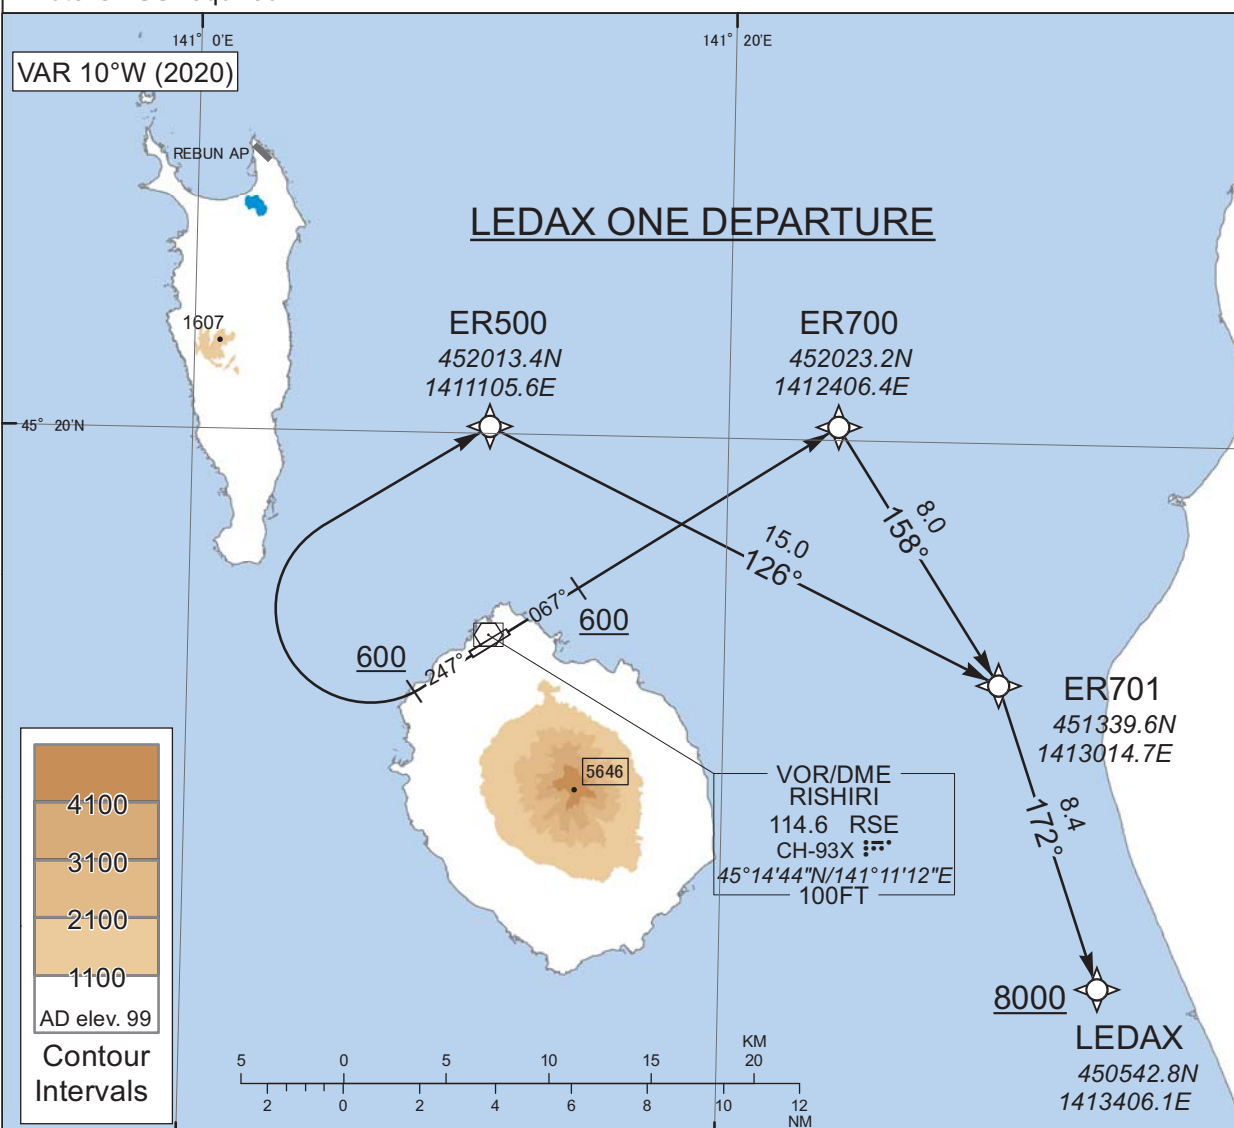 141° 0'E
141° 20'E
VAR 10°W (2020)
REBUN AP
LEDAX ONE DEPARTURE
1607
ER500
452013.4N
1411105.6E
ER700
452023.2N
1412406.4E
45° 20'N
8.0
158°
15.0
126°
067°
600
600
247°
ER701
451339.6N
1413014.7E
5646
VOR/DME
RISHIRI
114.6 RSE
CH-93X
45°14'44"N/141°11'12"E
100FT
8.4
172°
4100
3100
2100
1100
AD elev. 99
Contour
Intervals
8000
LEDAX
450542.8N
1413406.1E
KM
5 0 5 10 15 20
2 0 2 4 6 8 10 12
NM